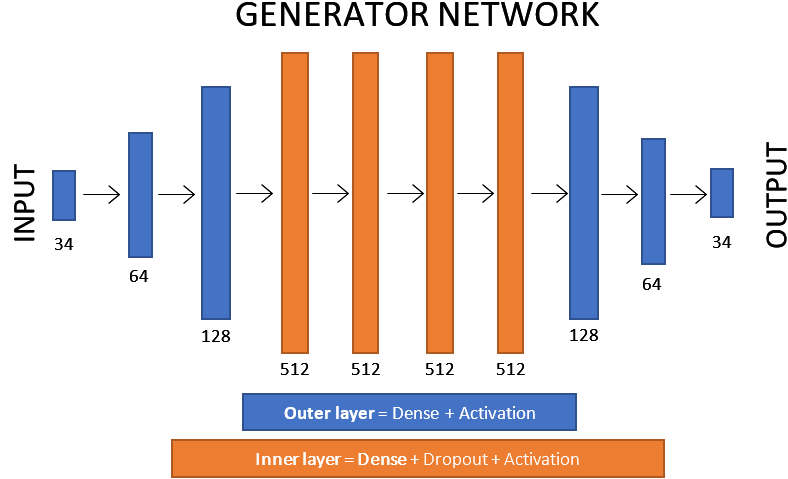 GENERATOR NETWORK
INPUT
34
64
128
512
512
512
512
128
64
34
OUTPUT
Outer layer = Dense + Activation
Inner layer = Dense + Dropout + Activation